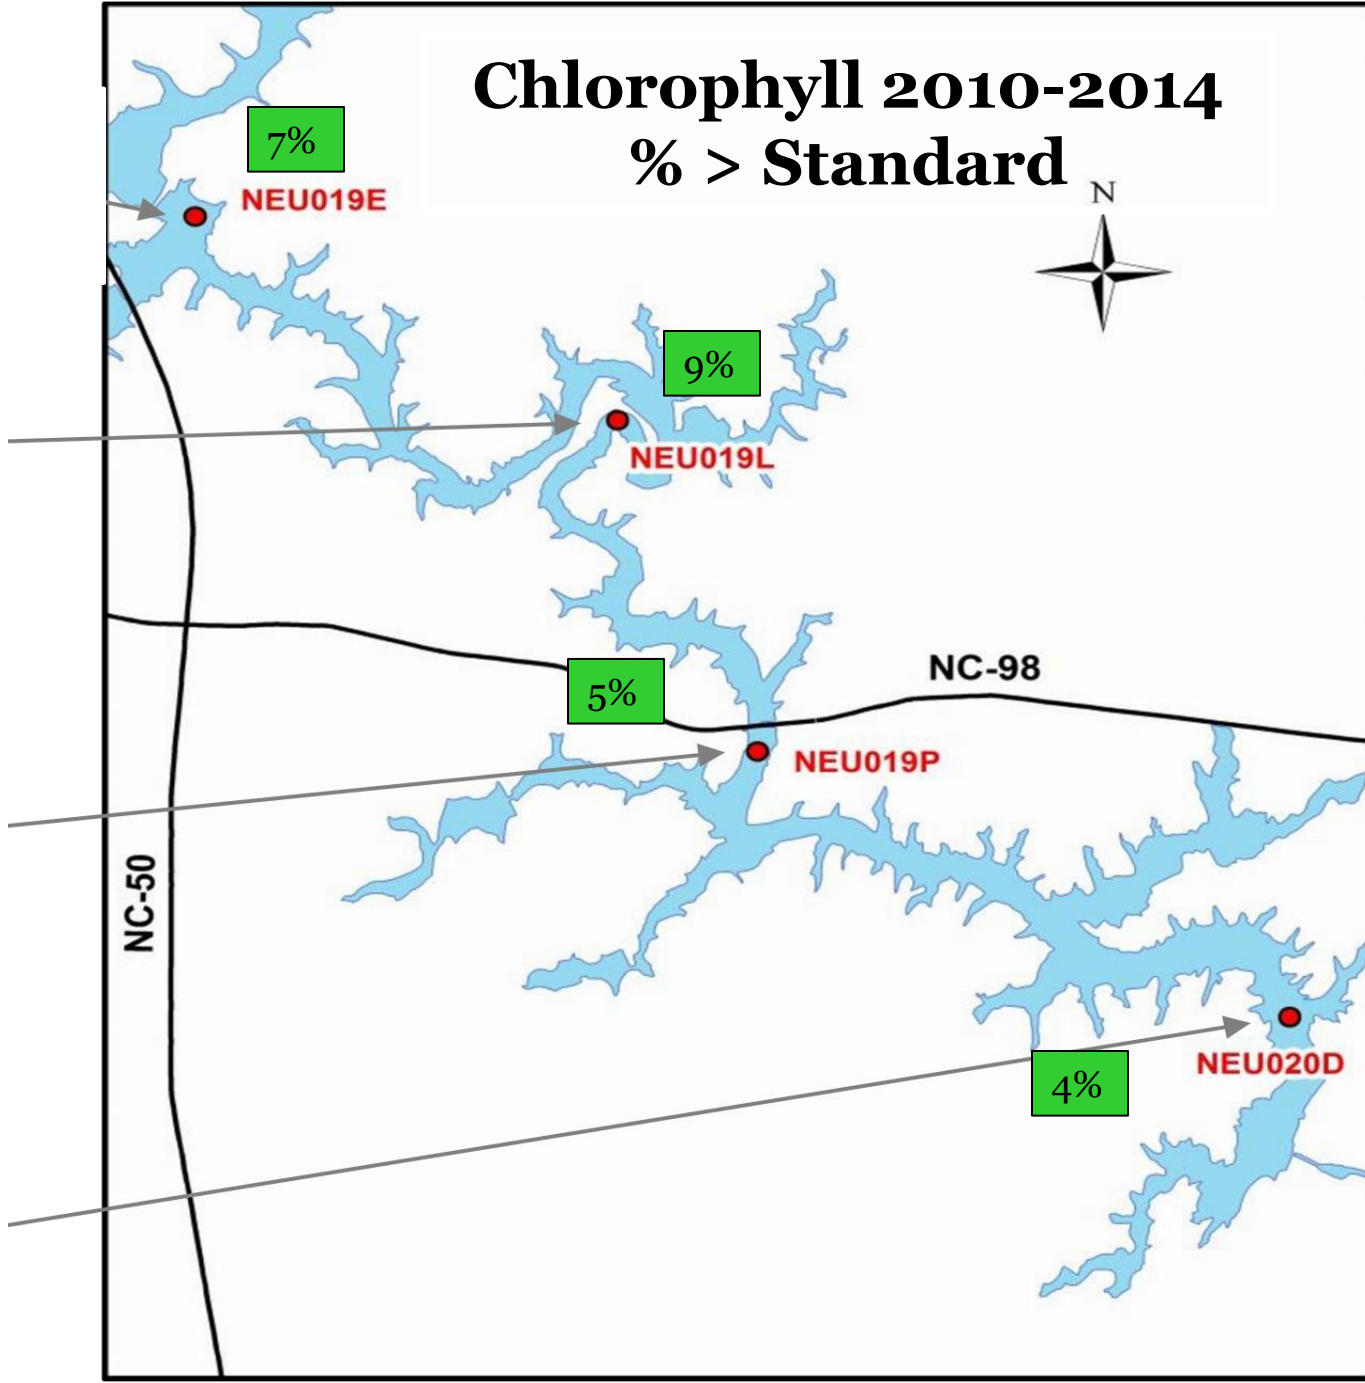 Chlorophyll 2010-2014
% > Standard
7%
NEU019E
N
9%
NEU019L
5%
NC-98
NEU019P
NC-50
4%
NEU020D